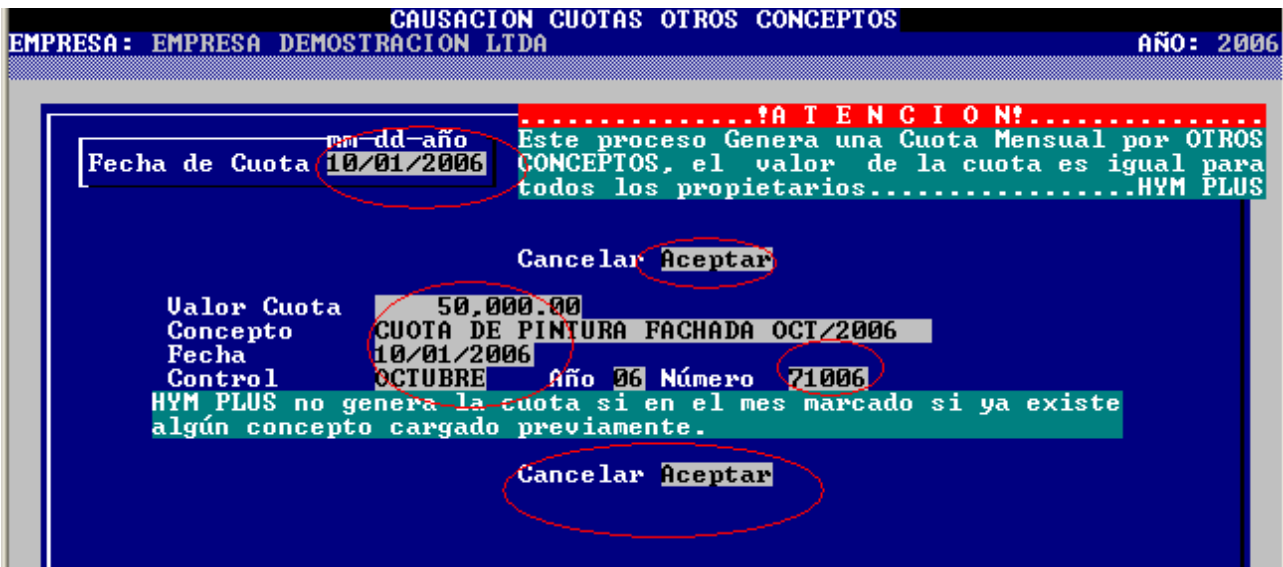 CAUSACION CUOTAS OTROS CONCEPTOS
EMPRESA: EMPRESA DEMOSTRACION LTDA AÑO: 2006
................!A T E N C I O N!................
mm-dd-año
Este proceso Genera una Cuota Mensual por OTROS
Fecha de Cuota 10/01/2006
CONCEPTOS, el valor de la cuota es igual para
todos los propietarios.................HYM PLUS
Cancelar Aceptar
Valor Cuota 50,000.00
Concepto CUOTA DE PINTURA FACHADA OCT/2006
Fecha 10/01/2006
Control OCTUBRE Año 06 Número 71006
HYM PLUS no genera la cuota si en el mes marcado si ya existe
algún concepto cargado previamente.
Cancelar Aceptar